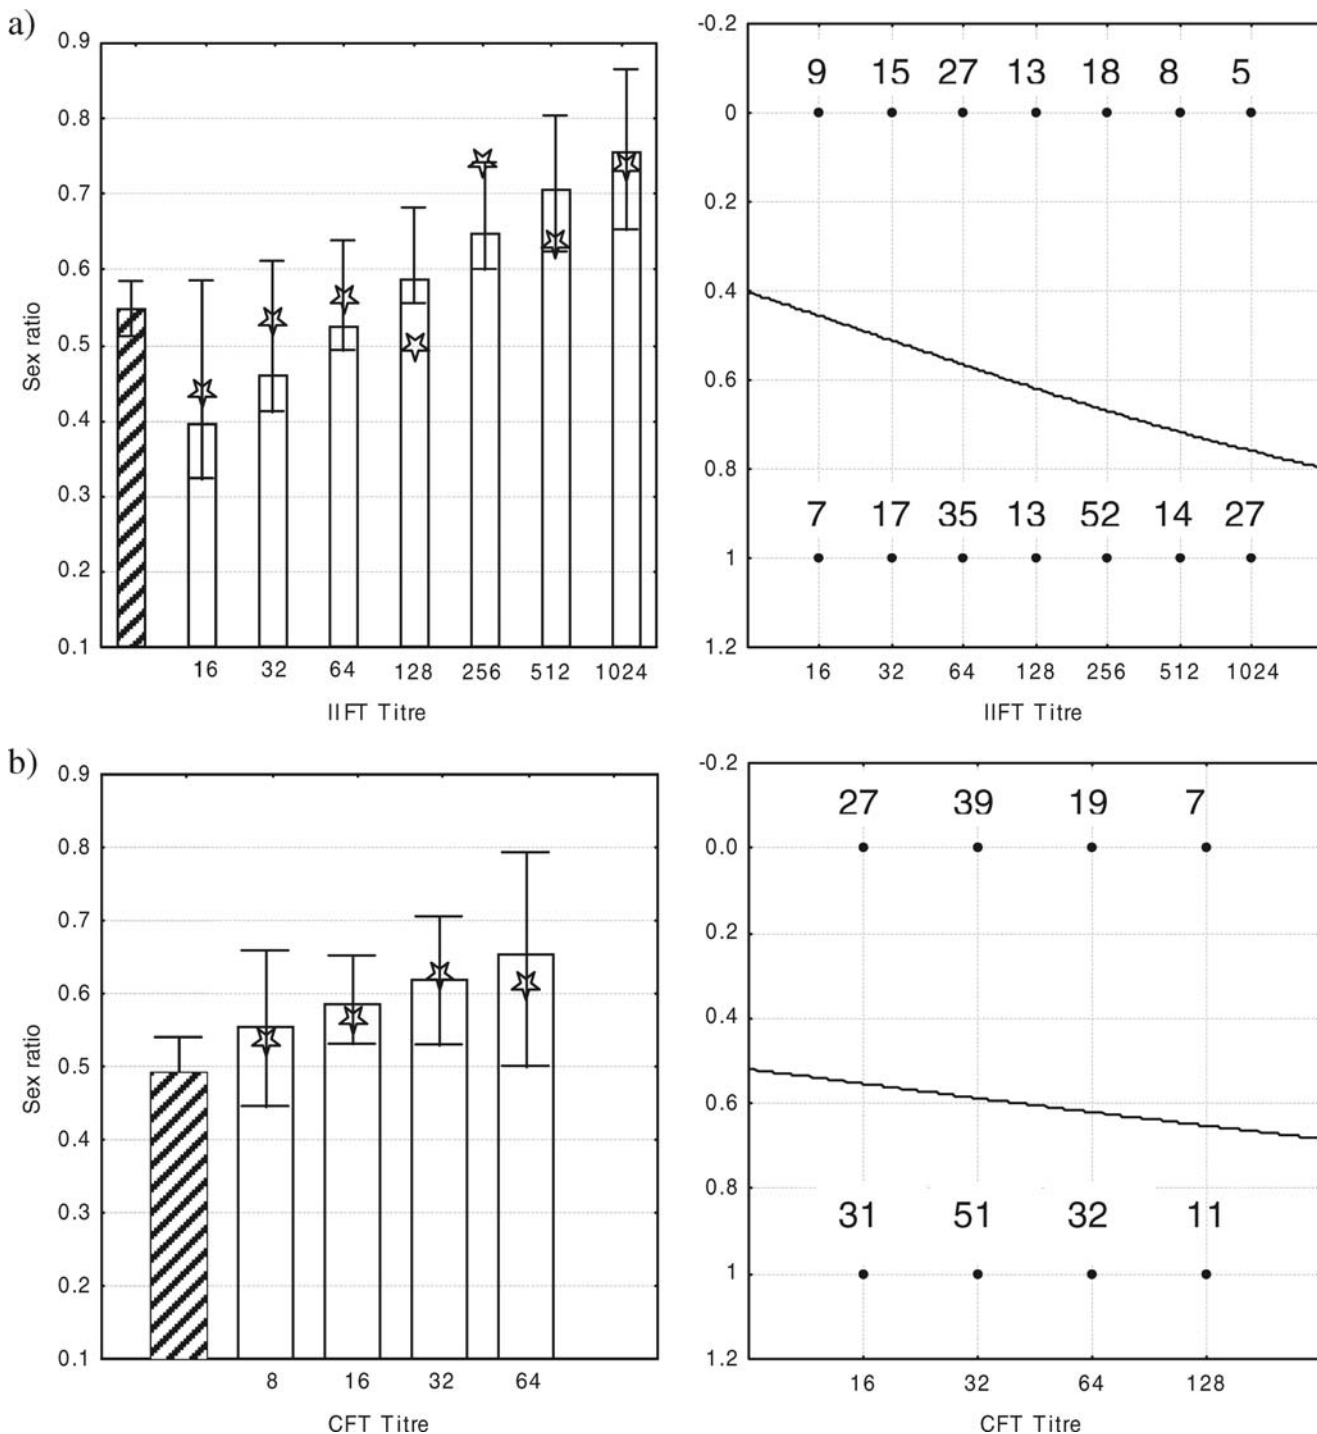 a)
0.9
0.8
0.7
0.6
0.5
0.4
0.3
0.2
0.1
Sex ratio
16 32 64 128 256 512 1024
IIFT Titre
-0.2
0
0.2
0.4
0.6
0.8
1
1.2
9 15 27 13 18 8 5
7 17 35 13 52 14 27
16 32 64 128 256 512 1024
IIFT Titre
b)
0.9
0.8
0.7
0.6
0.5
0.4
0.3
0.2
0.1
Sex ratio
8 16 32 64
CFT Titre
-0.2
0.0
0.2
0.4
0.6
0.8
1
1.2
27 39 19 7
31 51 32 11
16 32 64 128
CFT Titre